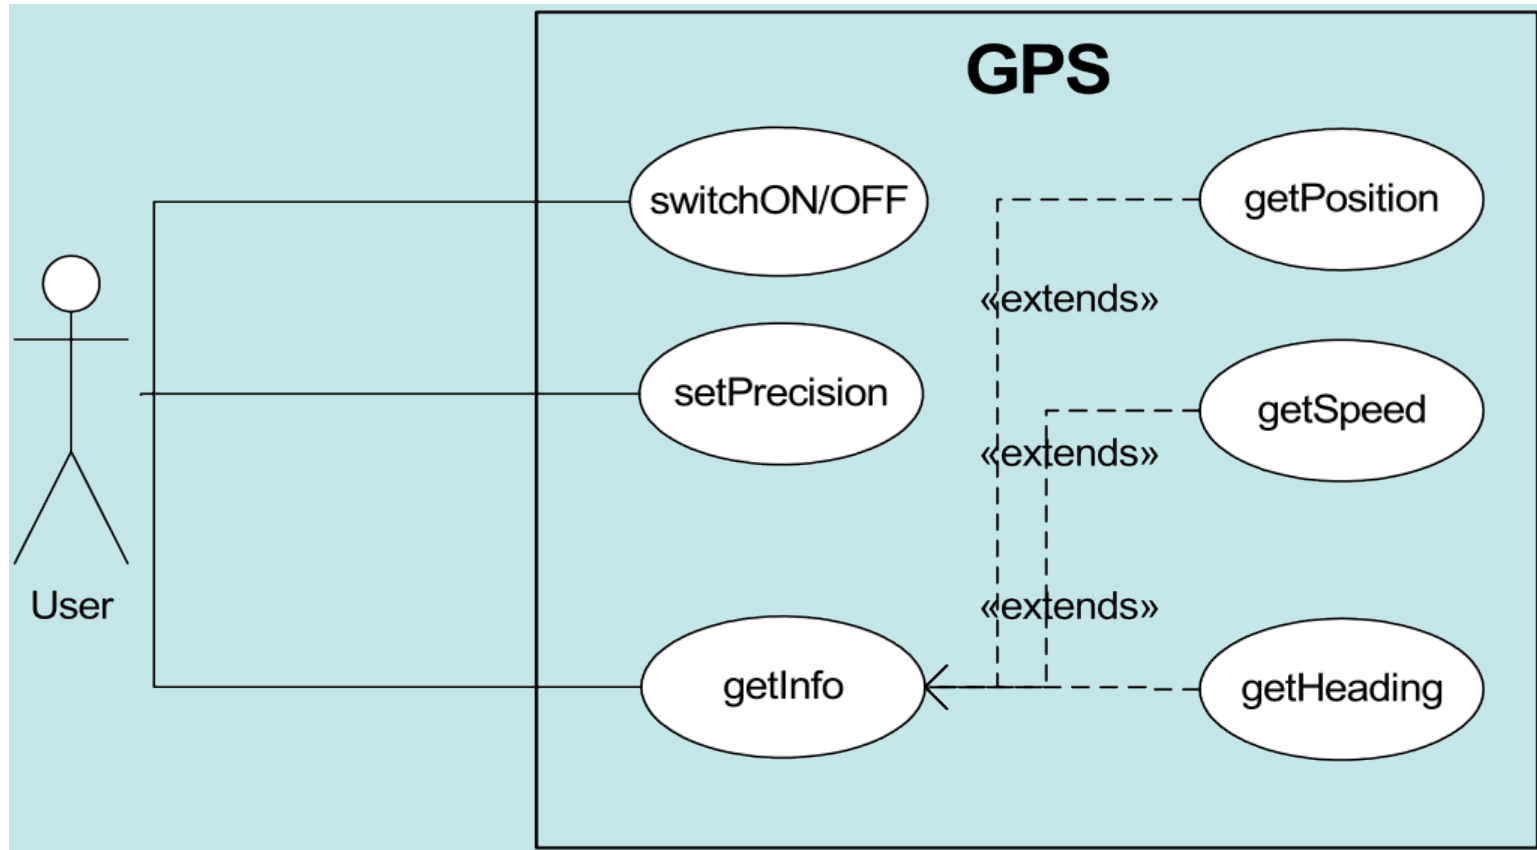 GPS
switchON/OFF
getPosition
«extends»
setPrecision
getSpeed
«extends»
User
«extends»
getInfo
getHeading